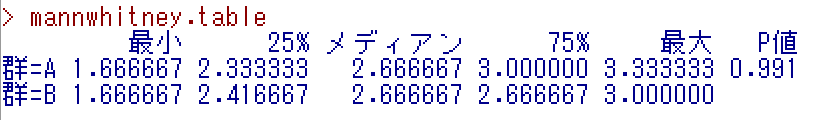 > mannwhitney.table
最小 25% メディアン 75% 最大 P値
群=A 1.666667 2.333333 2.666667 3.000000 3.333333 0.991
群=B 1.666667 2.416667 2.666667 2.666667 3.000000